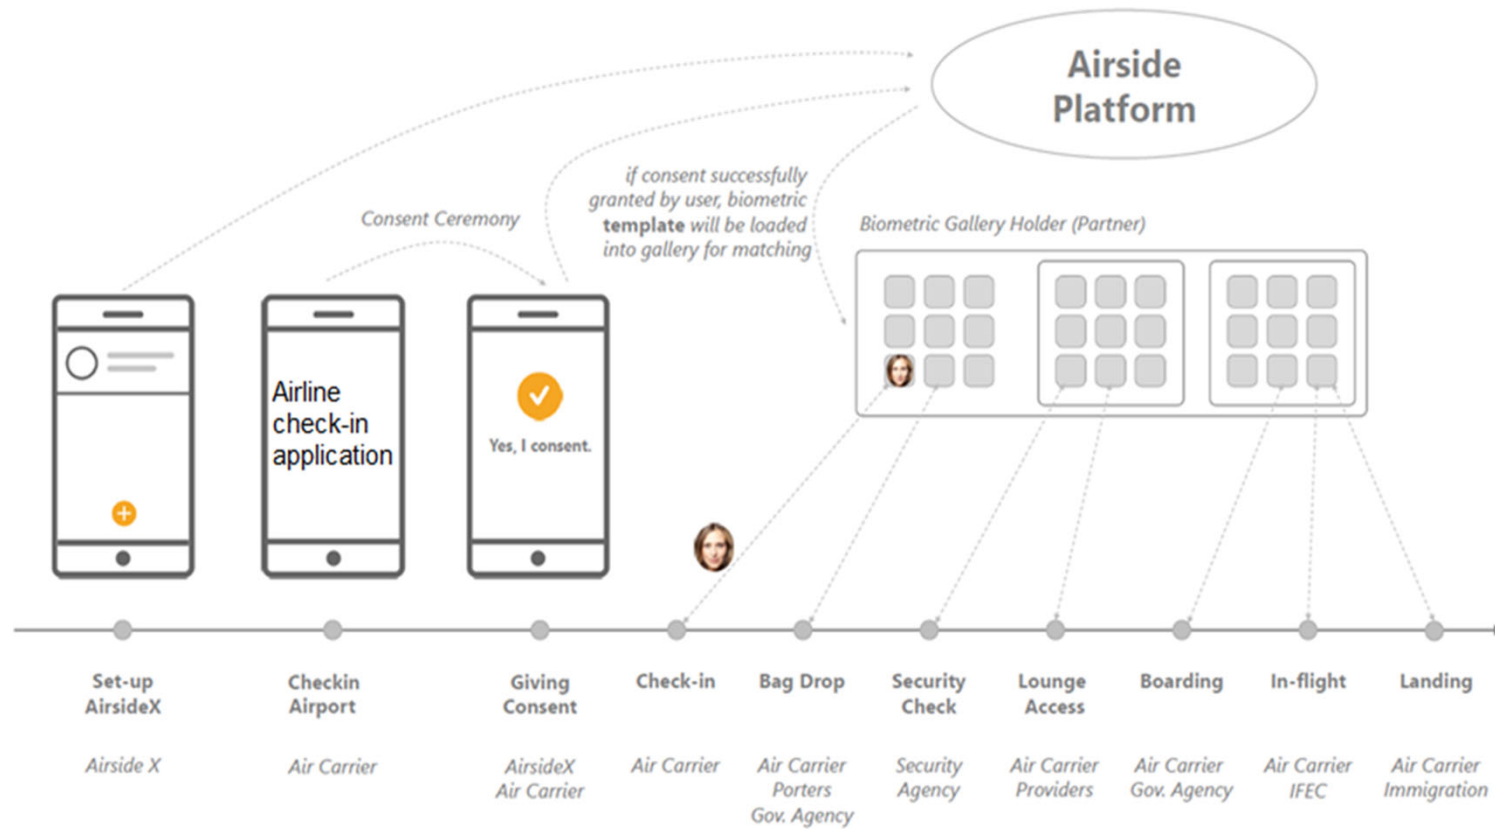 Airside
Platform
if consent successfully
granted by user, biometric
template will be loaded
into gallery for matching
Consent Ceremony
Biometric Gallery Holder (Partner)
Airline
check-in
application
Yes, I consent.
Set-up
AirsideX
Checkin
Airport
Giving
Consent
Check-in
Bag Drop
Security
Check
Lounge
Access
Boarding
In-flight
Landing
Airside X
Air Carrier
AirsideX
Air Carrier
Air Carrier
Air Carrier
Porters
Gov. Agency
Security
Agency
Air Carrier
Providers
Air Carrier
Gov. Agency
Air Carrier
IFEC
Air Carrier
Immigration